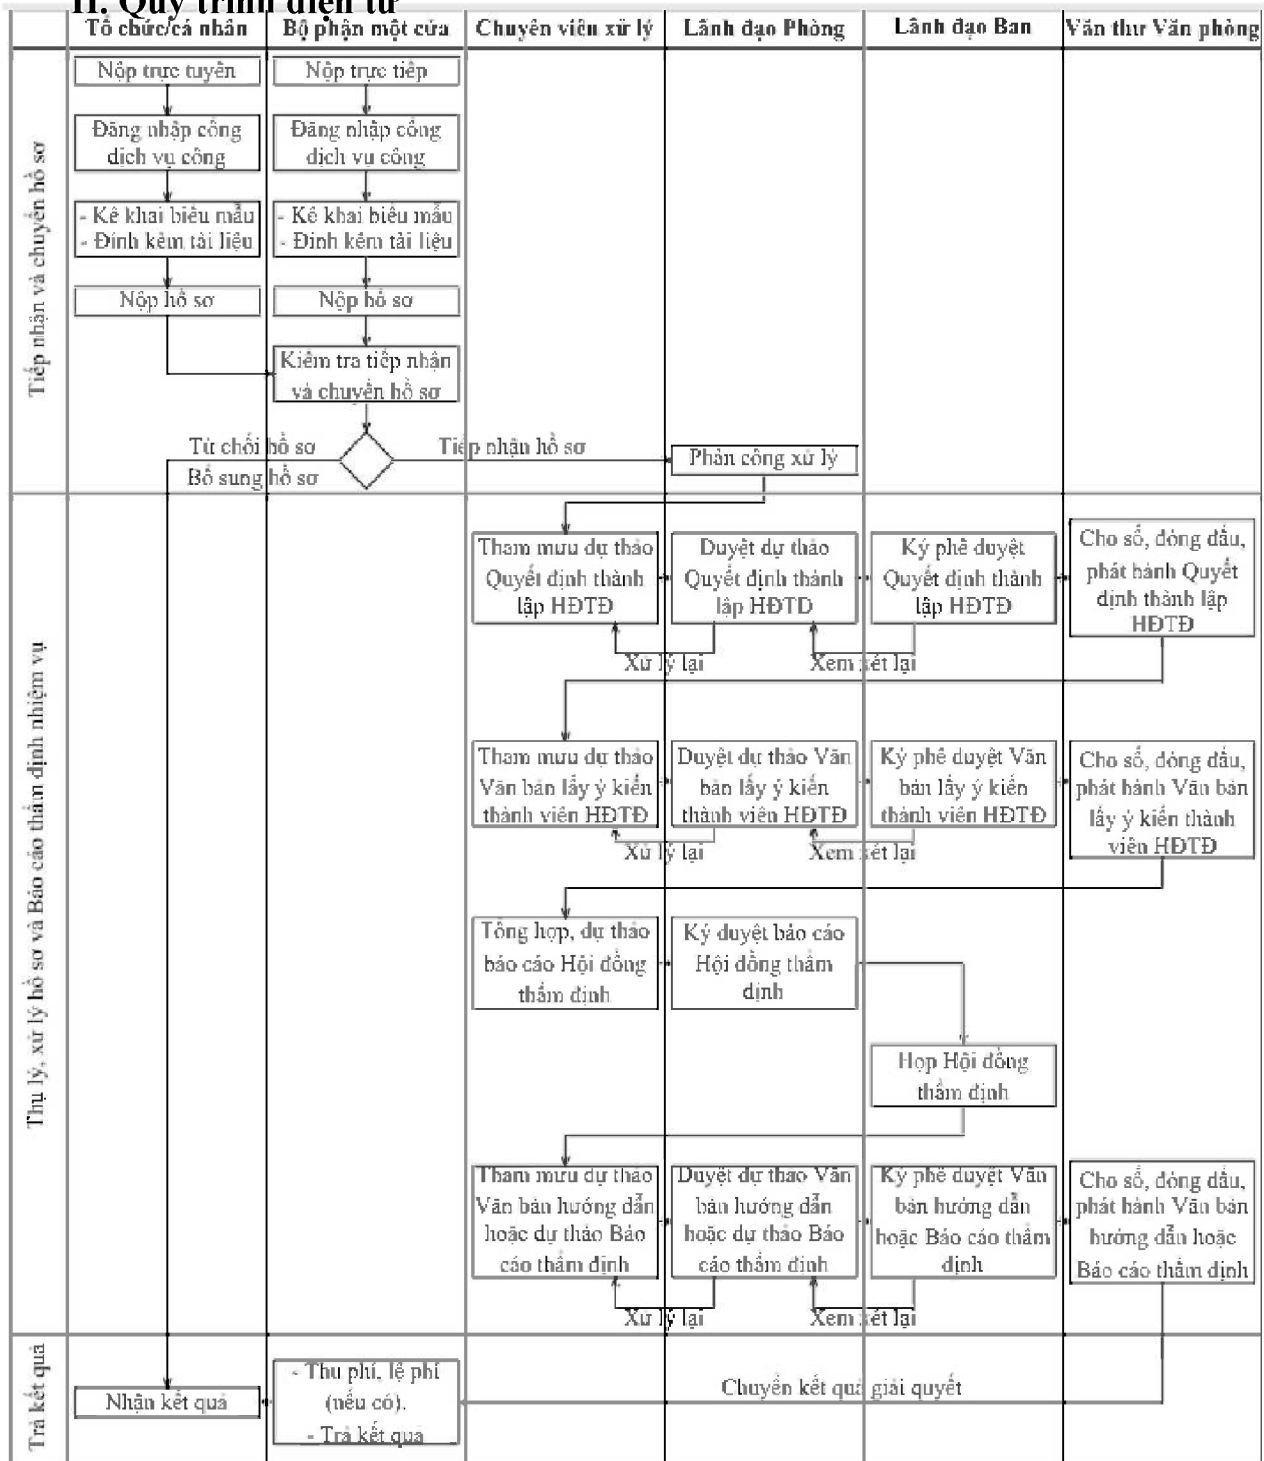 II. Quy trình điện tử
Tổ chức/cá nhân
Bộ phận một cửa
Chuyên viên xử lý
Lãnh đạo Phòng
Lãnh đạo Ban
Văn thư Văn phòng
Tiếp nhận và chuyển hồ sơ
Nộp trực tuyến
Nộp trực tiếp
Đăng nhập cổng
dịch vụ công
Đăng nhập cổng
dịch vụ công
- Kê khai biểu mẫu
- Đính kèm tài liệu
- Kê khai biểu mẫu
- Đính kèm tài liệu
Nộp hồ sơ
Nộp hồ sơ
Kiểm tra tiếp nhận
và chuyển hồ sơ
Từ chối hồ sơ
Bổ sung hồ sơ
Tiếp nhận hồ sơ
Phân công xử lý
Thụ lý, xử lý hồ sơ và Báo cáo thẩm định nhiệm vụ
Tham mưu dự thảo
Quyết định thành
lập HĐTĐ
Duyệt dự thảo
Quyết định thành
lập HĐTĐ
Ký phê duyệt
Quyết định thành
lập HĐTĐ
Cho số, đóng dấu,
phát hành Quyết
định thành lập
HĐTĐ
Xử lý lại
Xem xét lại
Tham mưu dự thảo
Văn bản lấy ý kiến
thành viên HĐTĐ
Duyệt dự thảo Văn
bản lấy ý kiến
thành viên HĐTĐ
Ký phê duyệt Văn
bản lấy ý kiến
thành viên HĐTĐ
Cho số, đóng dấu,
phát hành Văn bản
lấy ý kiến thành
viên HĐTĐ
Xử lý lại
Xem xét lại
Tổng hợp, dự thảo
báo cáo Hội đồng
thẩm định
Ký duyệt báo cáo
Hội đồng thẩm
định
Họp Hội đồng
thẩm định
Tham mưu dự thảo
Văn bản hướng dẫn
hoặc dự thảo Báo
cáo thẩm định
Duyệt dự thảo Văn
bản hướng dẫn
hoặc dự thảo Báo
cáo thẩm định
Ký phê duyệt Văn
bản hướng dẫn
hoặc Báo cáo thẩm
định
Cho số, đóng dấu,
phát hành Văn bản
hướng dẫn hoặc
Báo cáo thẩm định
Xử lý lại
Xem xét lại
Trả kết quả
Nhận kết quả
- Thu phí, lệ phí
(nếu có).
- Trả kết quả
Chuyển kết quả giải quyết